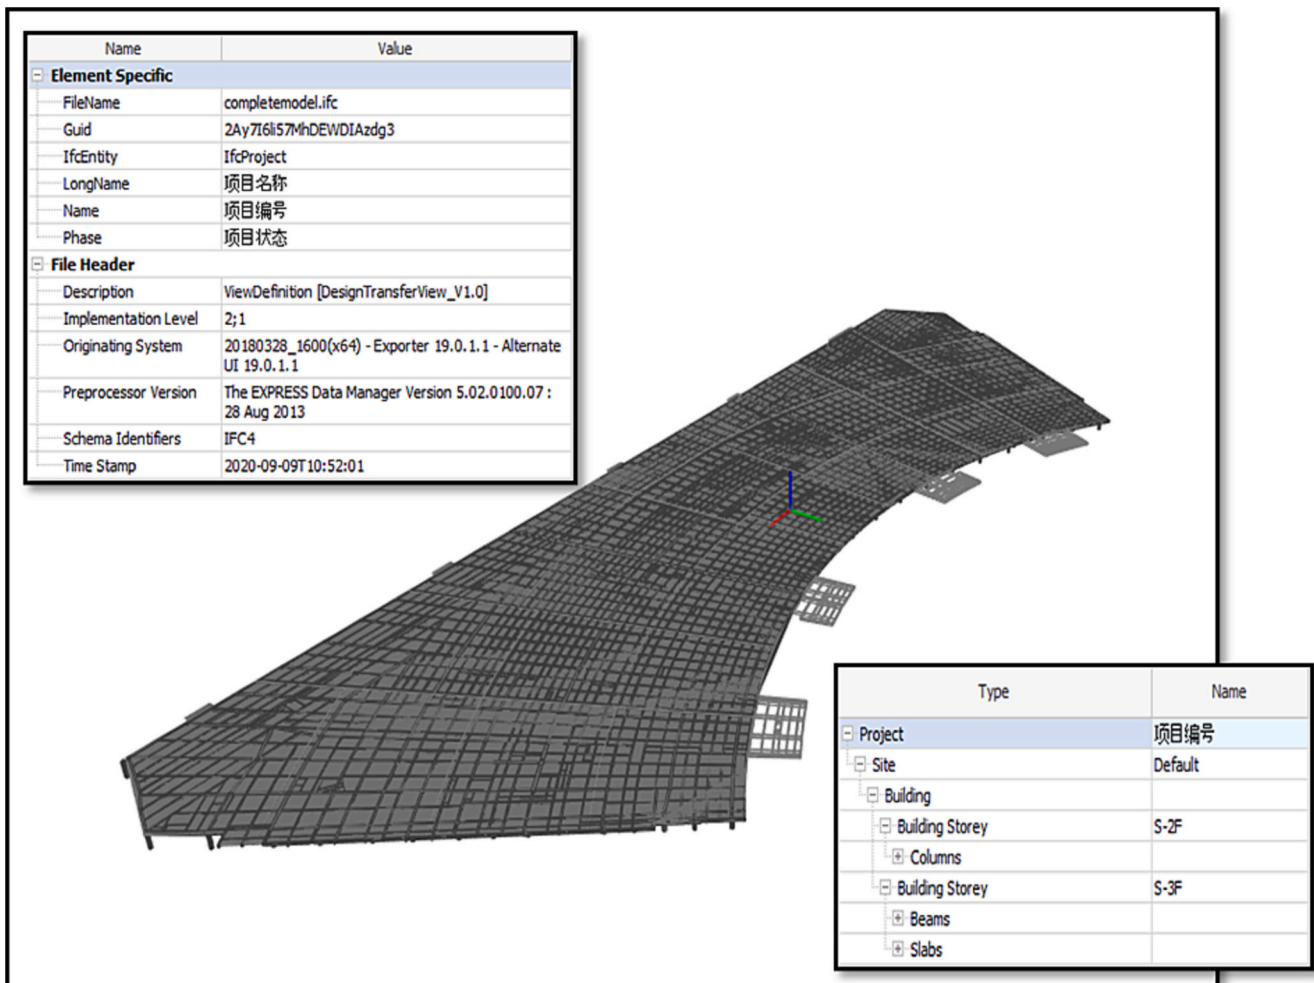 Name Value
Element Specific
FileName completemodel.ifc
Guid 2Ay7I6li57MhDEWDIAzdg3
IfcEntity IfcProject
LongName 项目名称
Name 项目编号
Phase 项目状态
File Header
Description ViewDefinition [DesignTransferView_V1.0]
Implementation Level 2;1
Originating System 20180328_1600(x64) - Exporter 19.0.1.1 - Alternate
UI 19.0.1.1
Preprocessor Version The EXPRESS Data Manager Version 5.02.0100.07 :
28 Aug 2013
Schema Identifiers IFC4
Time Stamp 2020-09-09T10:52:01
Type Name
Project 项目编号
Site Default
Building
Building Storey S-2F
Columns
Building Storey S-3F
Beams
Slabs